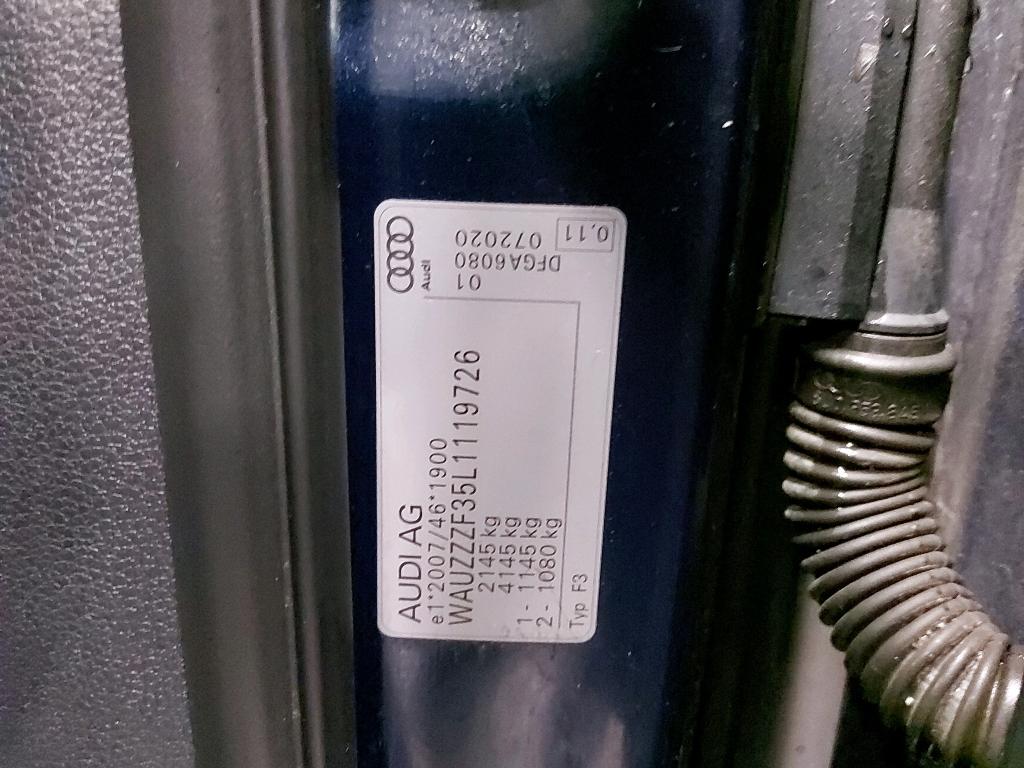 AUDI AG
e1*2007/46*1900
WAUZZZF35L1119726
2145 kg
4145 kg
1- 1145 kg
2- 1080 kg
Typ F3
Audi
01
DFGA6080
072020
0.11